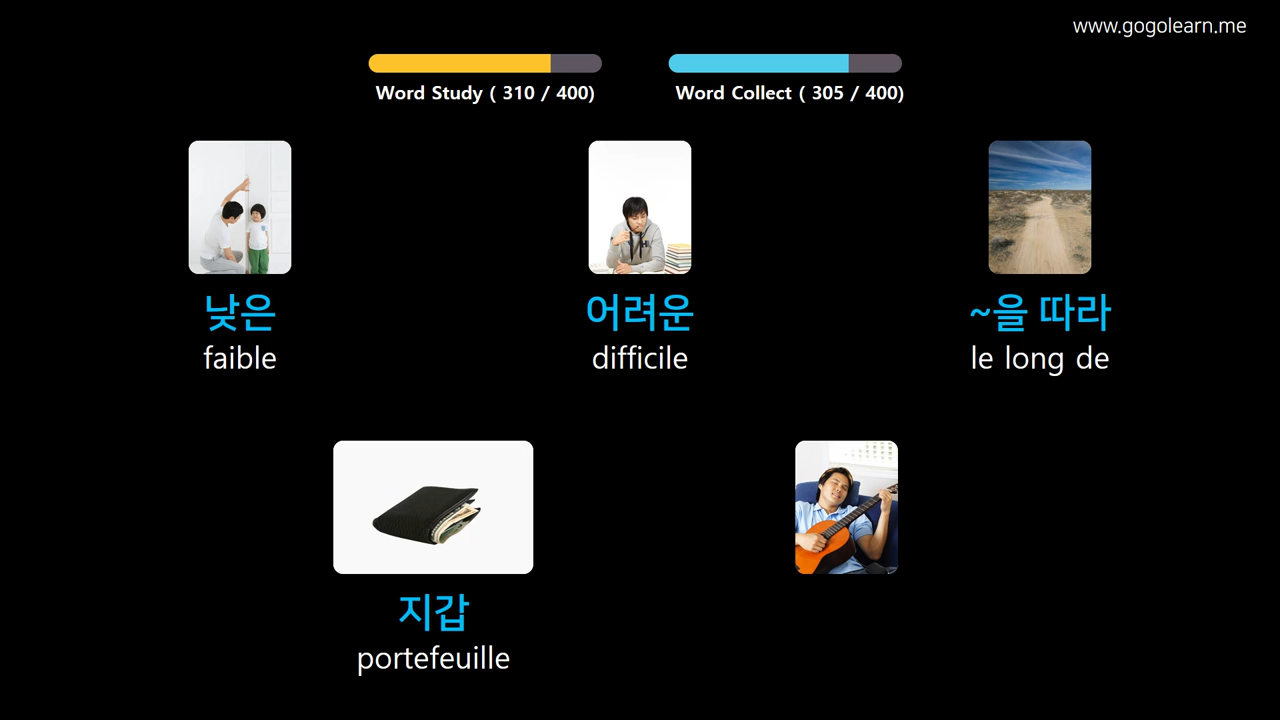 www.gogolearn.me
Word Study ( 310 / 400)
Word Collect ( 305 / 400)
낮은
faible
어려운
difficile
~을 따라
le long de
지갑
portefeuille